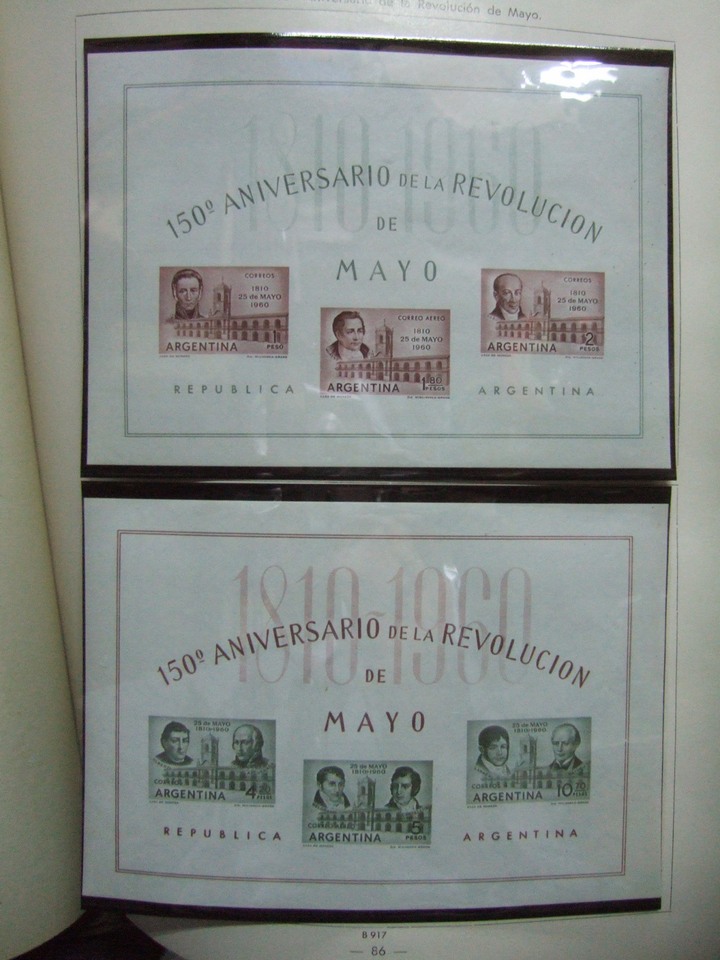 de la Revolución de Mayo.
1810-1960
150º ANIVERSARIO DE LA REVOLUCION
DE
MAYO
CORREOS
1810
25 de MAYO
1960
1
PESO
ARGENTINA
CORREO AEREO
1810
25 de MAYO
1960
1.80
PESOS
ARGENTINA
CORREOS
1810
25 de MAYO
1960
2
PESOS
ARGENTINA
REPUBLICA ARGENTINA
1810-1960
150º ANIVERSARIO DE LA REVOLUCION
DE
MAYO
25 de MAYO
1810-1960
CORREOS
4.20
PESOS
ARGENTINA
25 de MAYO
1810-1960
5
PESOS
ARGENTINA
25 de MAYO
1810-1960
CORREOS
10.70
PESOS
ARGENTINA
REPUBLICA ARGENTINA
B 917
— 86 —